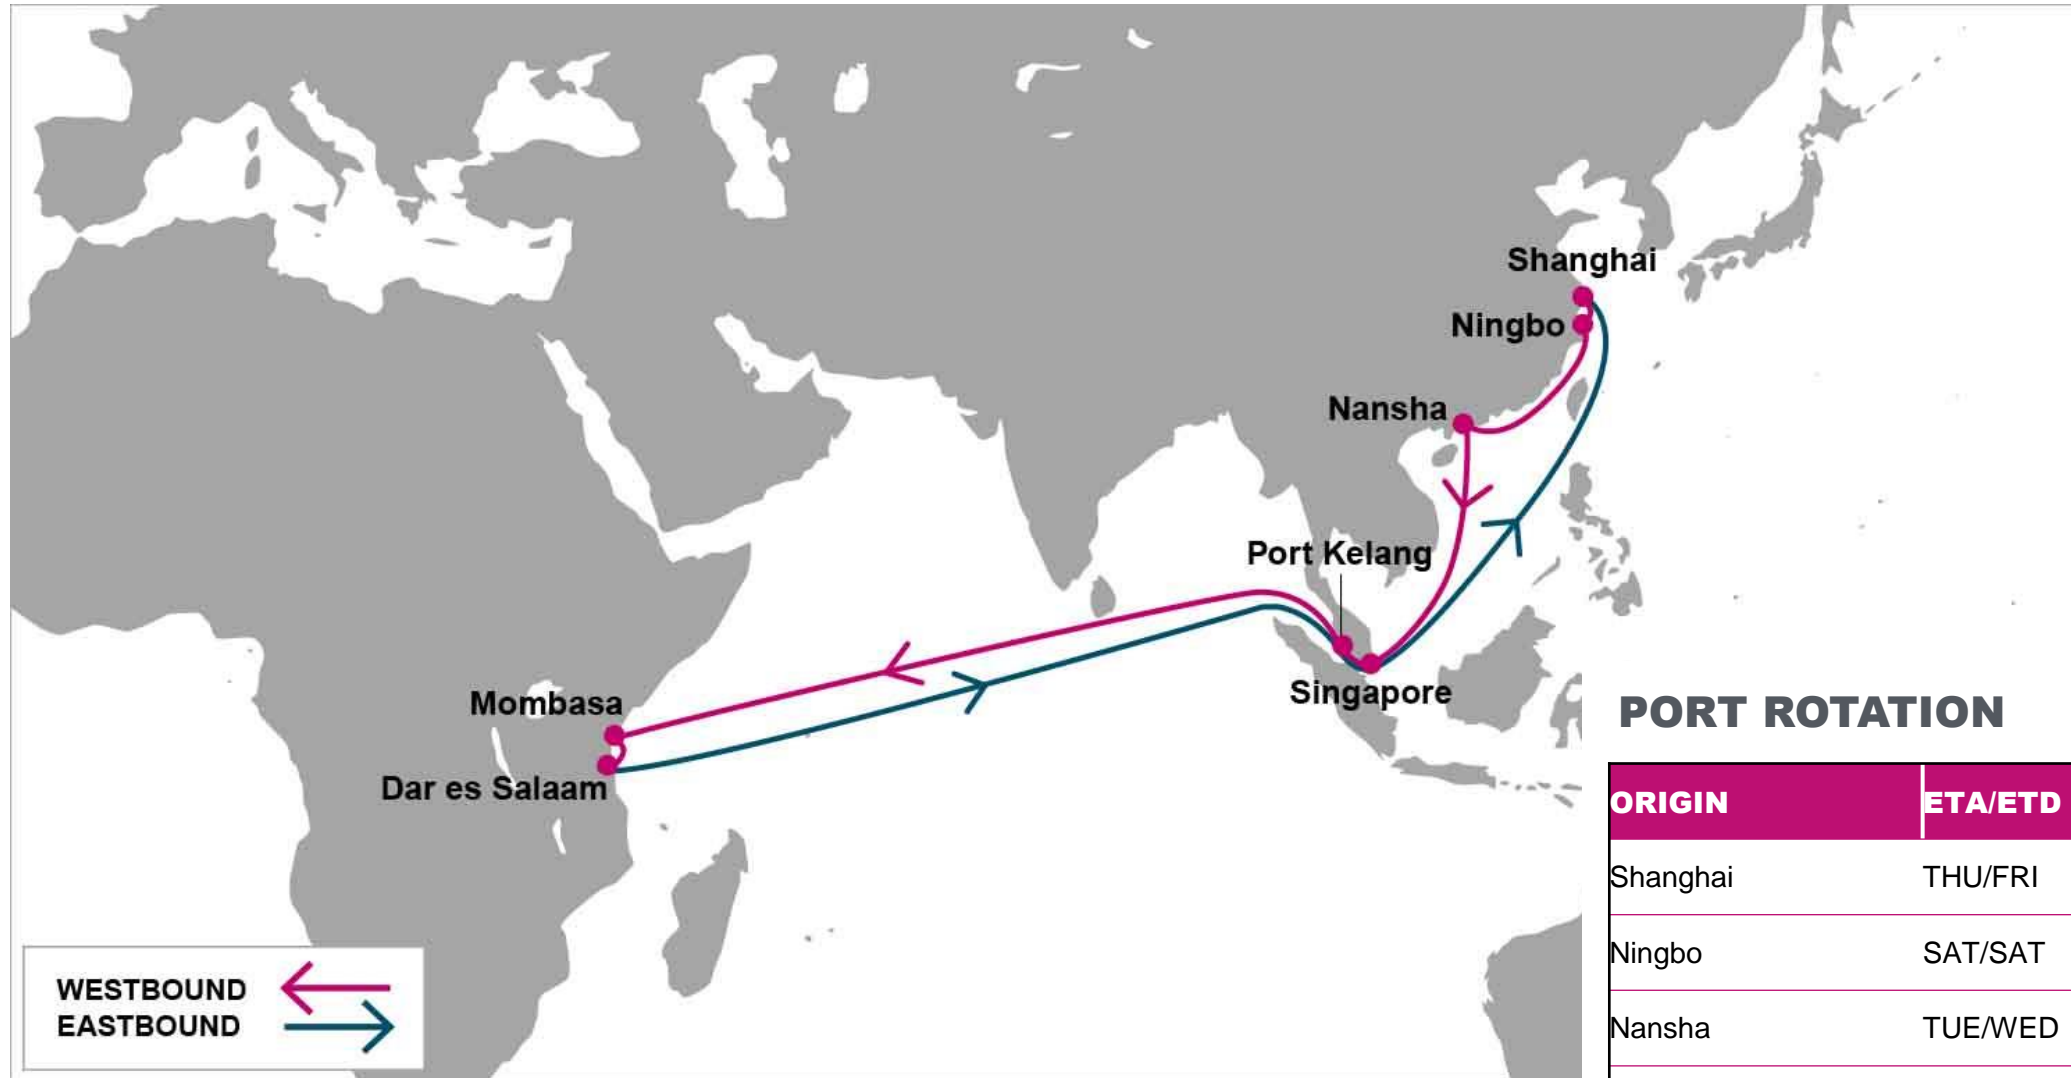 Shanghai
Ningbo
Nansha
Port Kelang
Singapore
Mombasa
Dar es Salaam
WESTBOUND
EASTBOUND
PORT ROTATION
ORIGIN ETA/ETD
Shanghai THU/FRI
Ningbo SAT/SAT
Nansha TUE/WED